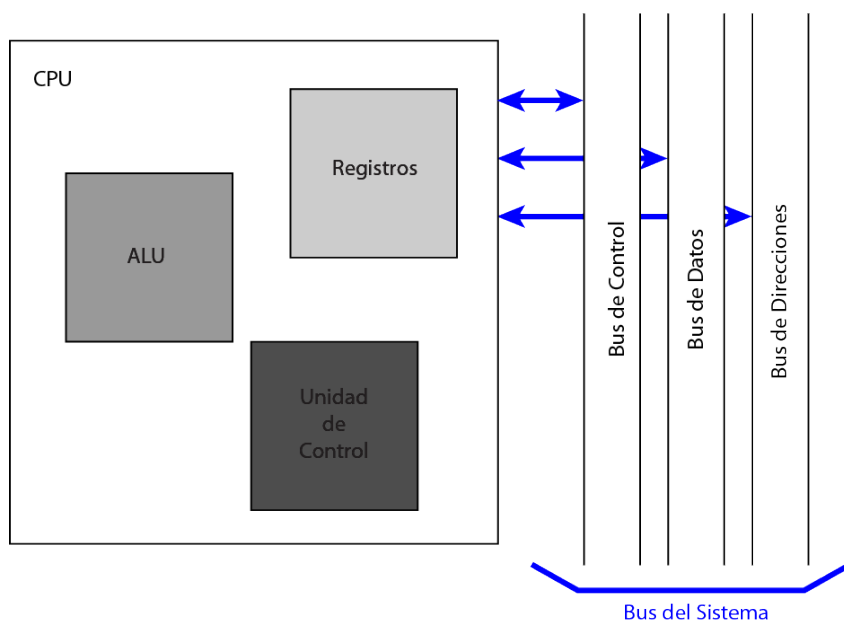 CPU
Registros
ALU
Unidad
de
Control
Bus de Control
Bus de Datos
Bus de Direcciones
Bus del Sistema